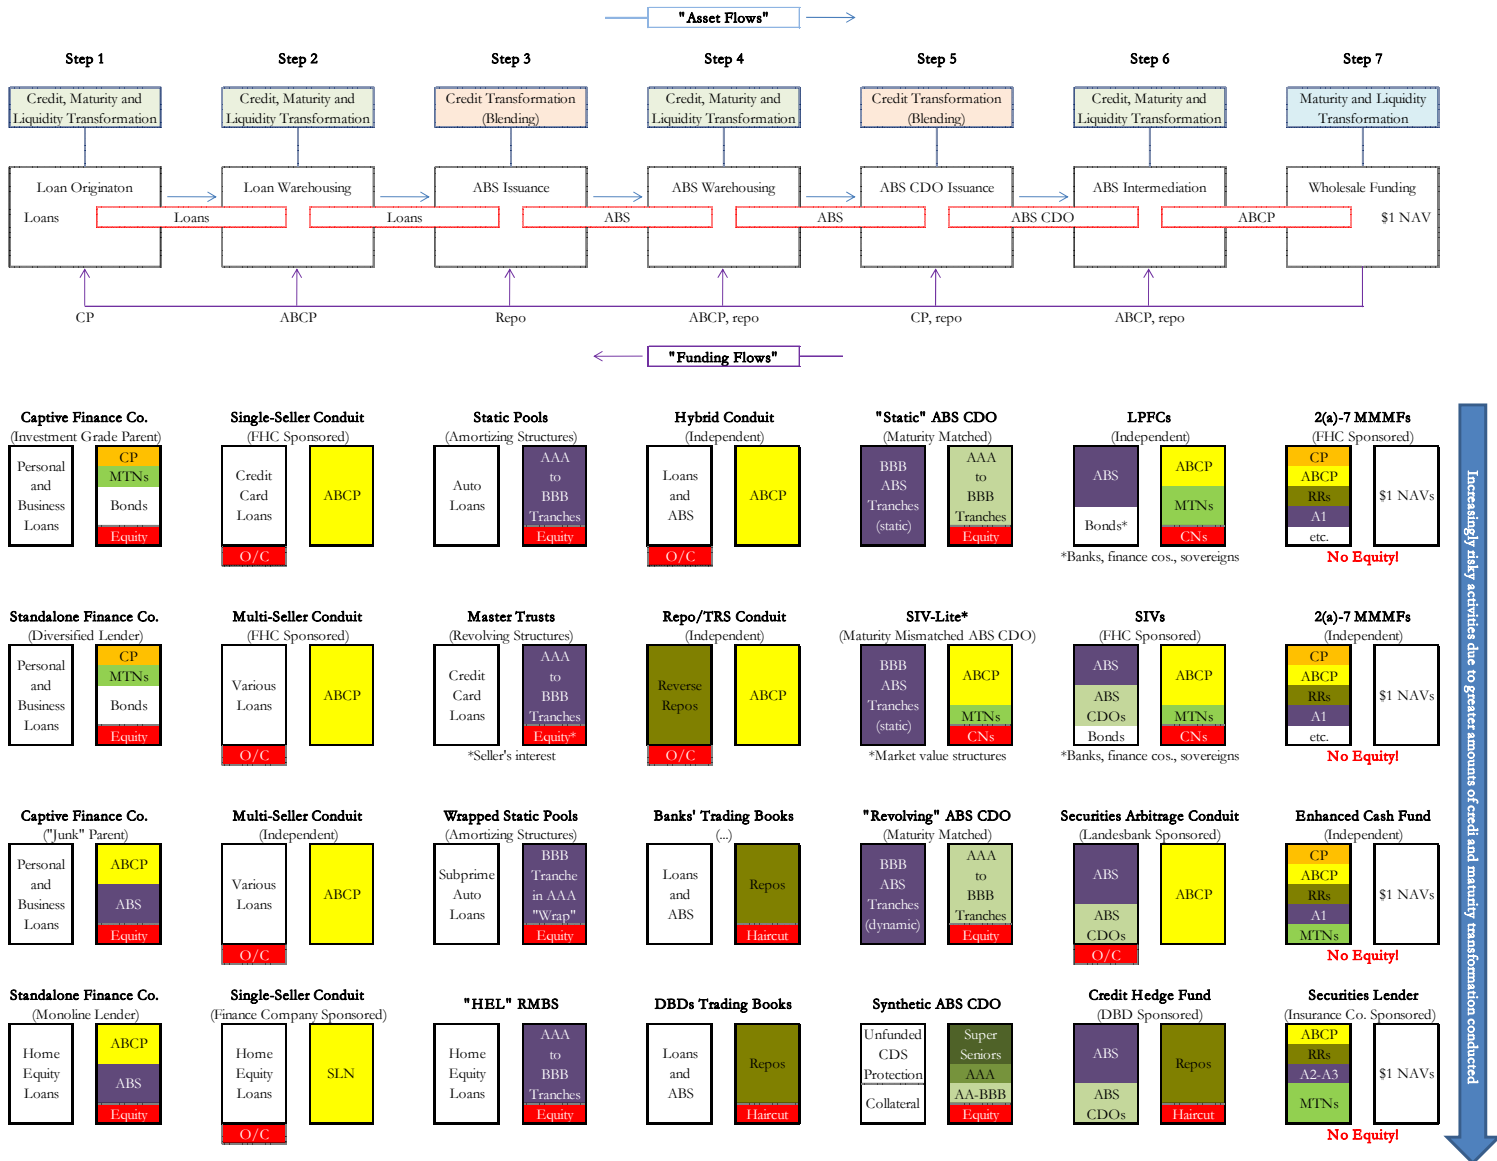 "Asset Flows"
Step 1
Step 2
Step 3
Step 4
Step 5
Step 6
Step 7
Credit, Maturity and
Liquidity Transformation
Credit, Maturity and
Liquidity Transformation
Credit Transformation
(Blending)
Credit, Maturity and
Liquidity Transformation
Credit Transformation
(Blending)
Credit, Maturity and
Liquidity Transformation
Maturity and Liquidity
Transformation
Loan Originaton
Loan Warehousing
ABS Issuance
ABS Warehousing
ABS CDO Issuance
ABS Intermediation
Wholesale Funding
Loans
Loans
Loans
ABS
ABS
ABS CDO
ABCP
$1 NAV
CP
ABCP
Repo
ABCP, repo
CP, repo
ABCP, repo
"Funding Flows"
Captive Finance Co.
(Investment Grade Parent)
Personal
and
Business
Loans
CP
MTNs
Bonds
Equity
Single-Seller Conduit
(FHC Sponsored)
Credit
Card
Loans
ABCP
O/C
Static Pools
(Amortizing Structures)
Auto
Loans
AAA
to
BBB
Tranches
Equity
Hybrid Conduit
(Independent)
Loans
and
ABS
ABCP
O/C
"Static" ABS CDO
(Maturity Matched)
BBB
ABS
Tranches
(static)
AAA
to
BBB
Tranches
Equity
LPFCs
(Independent)
ABS
Bonds*
ABCP
MTNs
CNs
*Banks, finance cos., sovereigns
2(a)-7 MMMFs
(FHC Sponsored)
CP
ABCP
RRs
A1
etc.
$1 NAVs
No Equity!
Standalone Finance Co.
(Diversified Lender)
Personal
and
Business
Loans
CP
MTNs
Bonds
Equity
Multi-Seller Conduit
(FHC Sponsored)
Various
Loans
ABCP
O/C
Master Trusts
(Revolving Structures)
Credit
Card
Loans
AAA
to
BBB
Tranches
Equity*
*Seller's interest
Repo/TRS Conduit
(Independent)
Reverse
Repos
ABCP
O/C
SIV-Lite*
(Maturity Mismatched ABS CDO)
BBB
ABS
Tranches
(static)
ABCP
MTNs
CNs
*Market value structures
SIVs
(FHC Sponsored)
ABS
ABS
CDOs
Bonds
ABCP
MTNs
CNs
*Banks, finance cos., sovereigns
2(a)-7 MMMFs
(Independent)
CP
ABCP
RRs
A1
etc.
$1 NAVs
No Equity!
Captive Finance Co.
("Junk" Parent)
Personal
and
Business
Loans
ABCP
ABS
Equity
Multi-Seller Conduit
(Independent)
Various
Loans
ABCP
O/C
Wrapped Static Pools
(Amortizing Structures)
Subprime
Auto
Loans
BBB
Tranche
in AAA
"Wrap"
Equity
Banks' Trading Books
(...)
Loans
and
ABS
Repos
Haircut
"Revolving" ABS CDO
(Maturity Matched)
BBB
ABS
Tranches
(dynamic)
AAA
to
BBB
Tranches
Equity
Securities Arbitrage Conduit
(Landesbank Sponsored)
ABS
ABS
CDOs
O/C
ABCP
Enhanced Cash Fund
(Independent)
CP
ABCP
RRs
A1
MTNs
$1 NAVs
No Equity!
Standalone Finance Co.
(Monoline Lender)
Home
Equity
Loans
ABCP
ABS
Equity
Single-Seller Conduit
(Finance Company Sponsored)
Home
Equity
Loans
SLN
O/C
"HEL" RMBS
Home
Equity
Loans
AAA
to
BBB
Tranches
Equity
DBDs Trading Books
Loans
and
ABS
Repos
Haircut
Synthetic ABS CDO
Unfunded
CDS
Protection
Collateral
Super
Seniors
AAA
AA-BBB
Equity
Credit Hedge Fund
(DBD Sponsored)
ABS
ABS
CDOs
Repos
Haircut
Securities Lender
(Insurance Co. Sponsored)
ABCP
RRs
A2-A3
MTNs
$1 NAVs
No Equity!
Increasingly risky activities due to greater amounts of credi and maturity transformation conducted